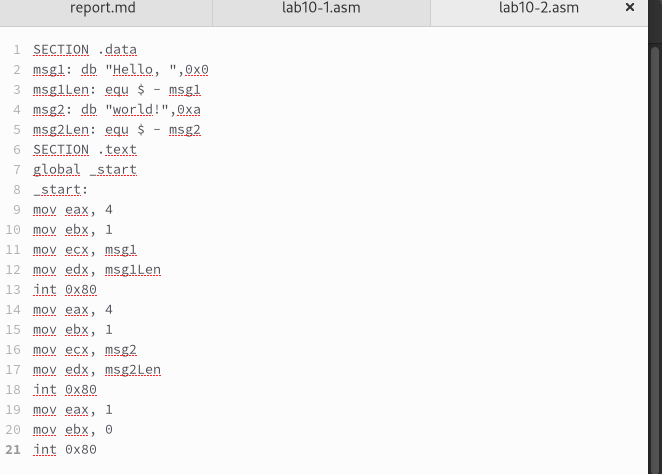 report.md lab10-1.asm lab10-2.asm ×
1 SECTION .data
2 msg1: db "Hello, ",0x0
3 msg1Len: equ $ - msg1
4 msg2: db "world!",0xa
5 msg2Len: equ $ - msg2
6 SECTION .text
7 global _start
8 _start:
9 mov eax, 4
10 mov ebx, 1
11 mov ecx, msg1
12 mov edx, msg1Len
13 int 0x80
14 mov eax, 4
15 mov ebx, 1
16 mov ecx, msg2
17 mov edx, msg2Len
18 int 0x80
19 mov eax, 1
20 mov ebx, 0
21 int 0x80